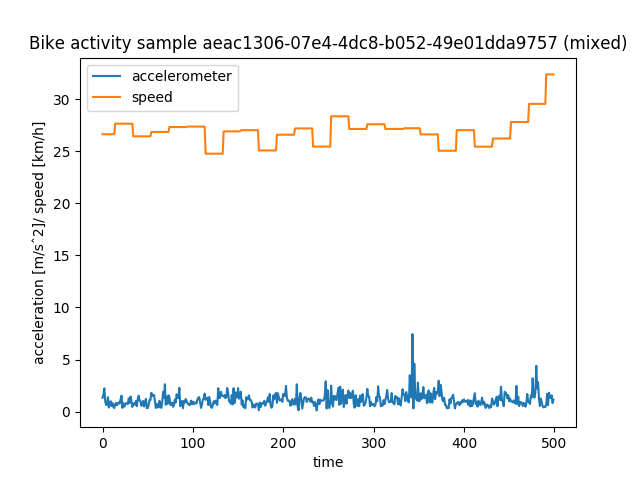 Bike activity sample aeac1306-07e4-4dc8-b052-49e01dda9757 (mixed)
accelerometer
speed
acceleration [m/s^2]/ speed [km/h]
30
25
20
15
10
5
0
0 100 200 300 400 500
time